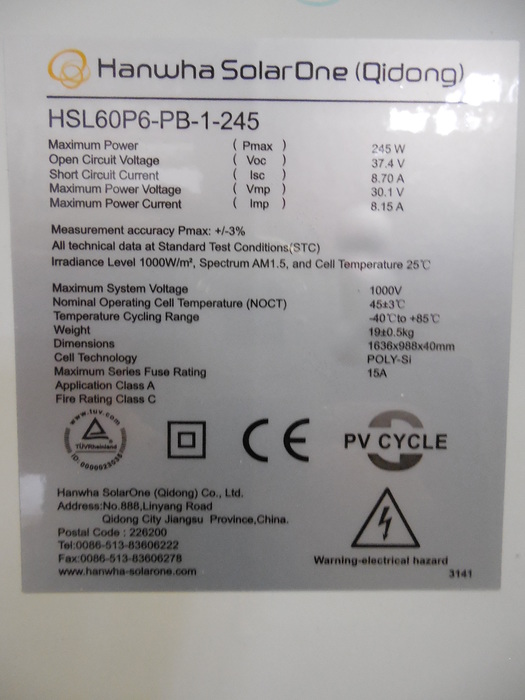 Hanwha SolarOne (Qidong)
HSL60P6-PB-1-245
Maximum Power ( Pmax ) 245 W
Open Circuit Voltage ( Voc ) 37.4 V
Short Circuit Current ( Isc ) 8.70 A
Maximum Power Voltage ( Vmp ) 30.1 V
Maximum Power Current ( Imp ) 8.15 A
Measurement accuracy Pmax: +/-3%
All technical data at Standard Test Conditions(STC)
Irradiance Level 1000W/m², Spectrum AM1.5, and Cell Temperature 25℃
Maximum System Voltage 1000V
Nominal Operating Cell Temperature (NOCT) 45±3℃
Temperature Cycling Range -40℃to +85℃
Weight 19±0.5kg
Dimensions 1636x988x40mm
Cell Technology POLY-Si
Maximum Series Fuse Rating 15A
Application Class A
Fire Rating Class C
www.tuv.com
TÜVRheinland
CE
PV CYCLE
Hanwha SolarOne (Qidong) Co., Ltd.
Address:No.888,Linyang Road
Qidong City Jiangsu Province,China.
Postal Code : 226200
Tel:0086-513-83606222
Fax:0086-513-83606278
www.hanwha-solarone.com
Warning-electrical hazard
3141